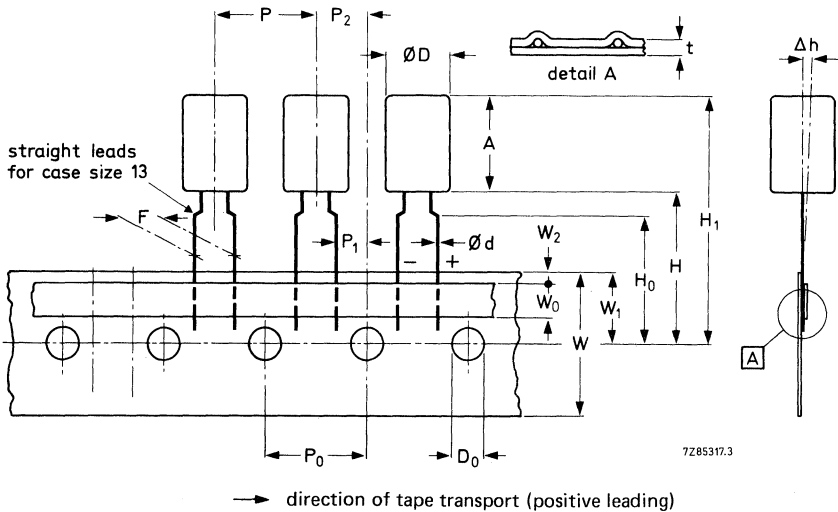 P
P2
ØD
t
Δh
detail A
straight leads
for case size 13
A
F
P1
Ød
W2
H0
H
H1
− +
W0
W1
W
A
P0
D0
7Z85317.3
→ direction of tape transport (positive leading)